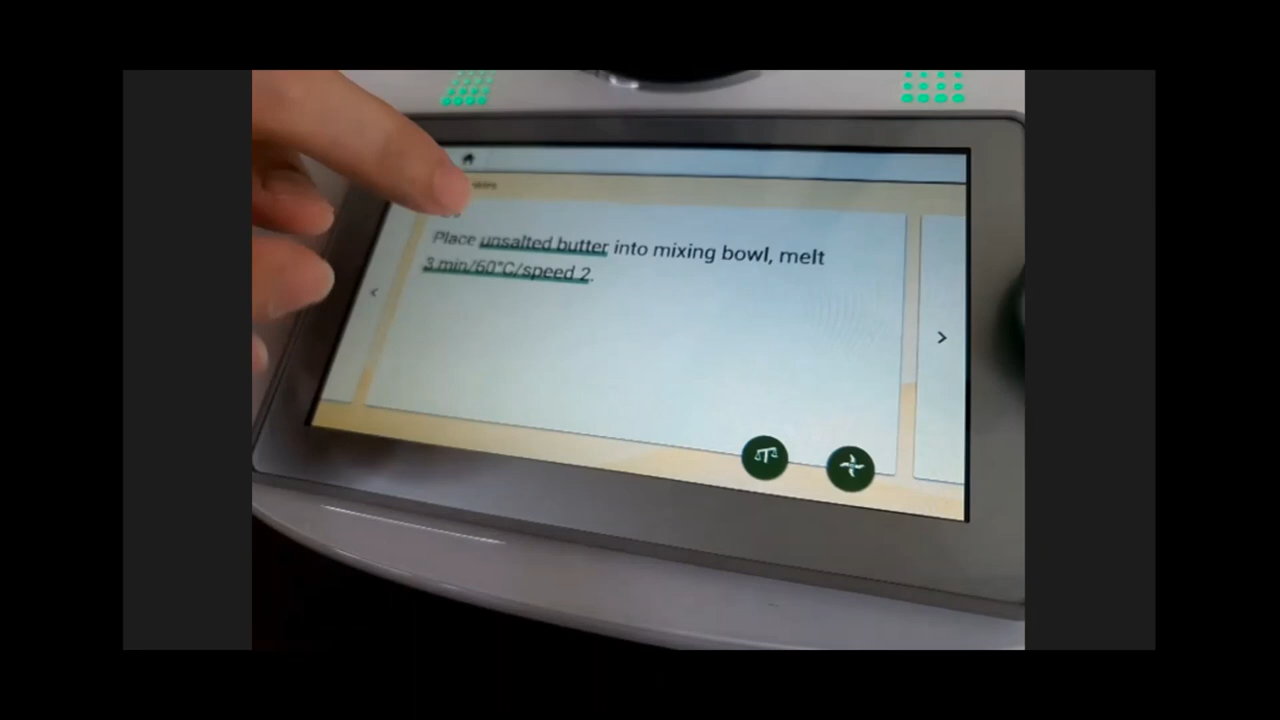 Place unsalted butter into mixing bowl, melt
3 min/60°C/speed 2.